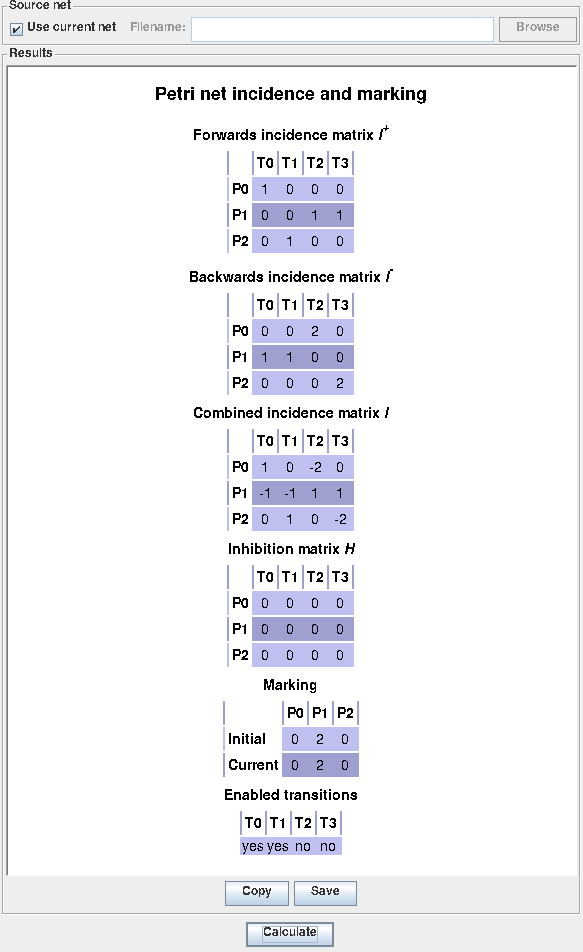 Source net
Use current net Filename: Browse
Results
Petri net incidence and marking
Forwards incidence matrix I+
T0 T1 T2 T3
P0 1 0 0 0
P1 0 0 1 1
P2 0 1 0 0
Backwards incidence matrix I-
T0 T1 T2 T3
P0 0 0 2 0
P1 1 1 0 0
P2 0 0 0 2
Combined incidence matrix I
T0 T1 T2 T3
P0 1 0 -2 0
P1 -1 -1 1 1
P2 0 1 0 -2
Inhibition matrix H
T0 T1 T2 T3
P0 0 0 0 0
P1 0 0 0 0
P2 0 0 0 0
Marking
P0 P1 P2
Initial 0 2 0
Current 0 2 0
Enabled transitions
T0 T1 T2 T3
yes yes no no
Copy Save
Calculate